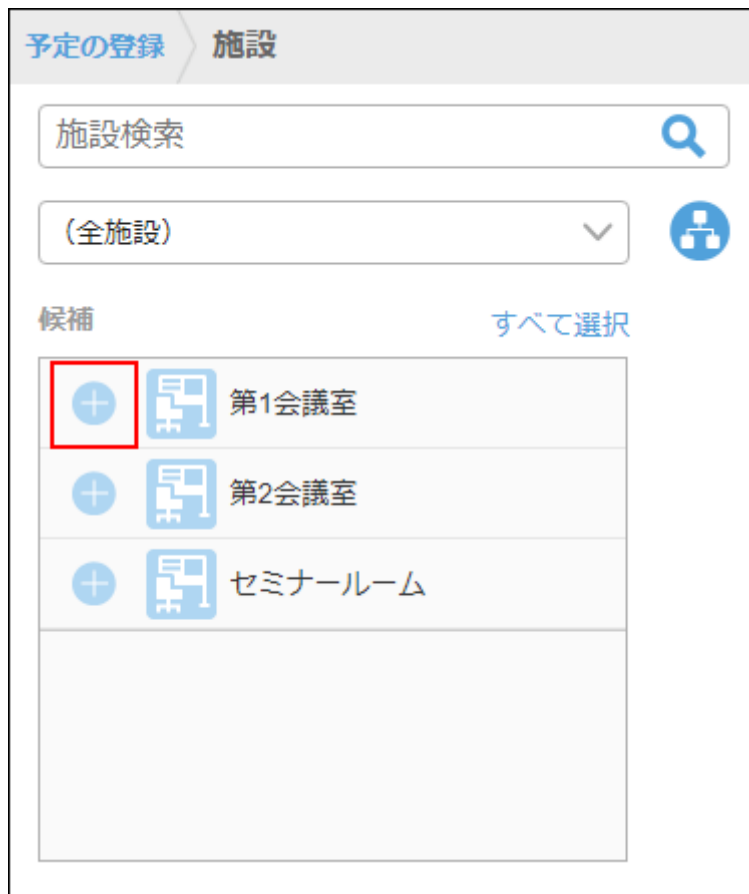 予定の登録 施設
施設検索
（全施設）
候補 すべて選択
第1会議室
第2会議室
セミナールーム